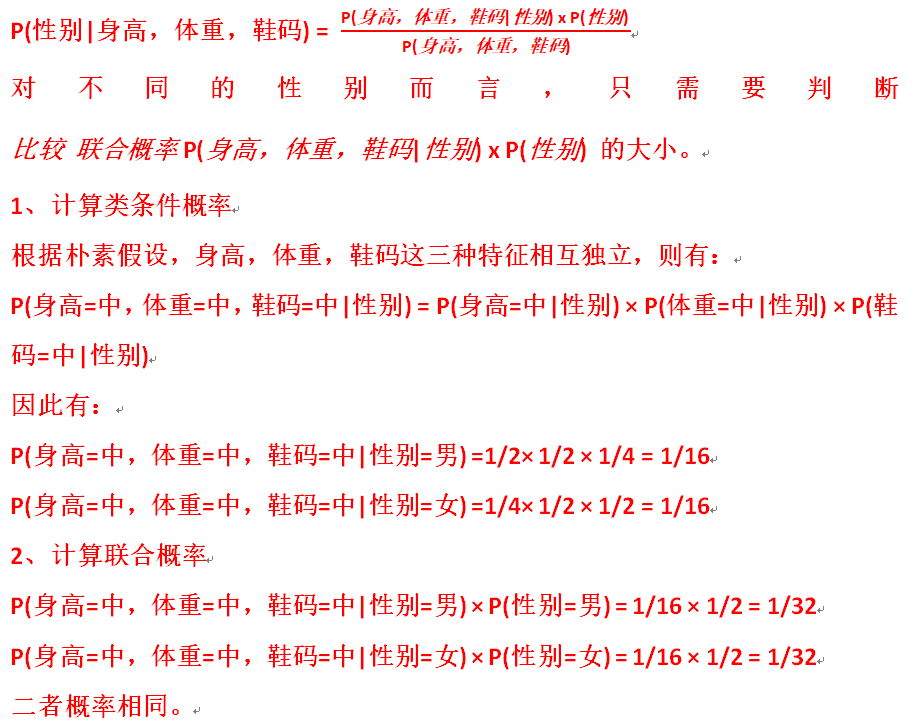 P(性别|身高，体重，鞋码) = P(身高，体重，鞋码|性别) x P(性别) / P(身高，体重，鞋码)
对不同的性别而言，只需要判断
比较 联合概率 P(身高，体重，鞋码|性别) x P(性别) 的大小。
1、计算类条件概率
根据朴素假设，身高，体重，鞋码这三种特征相互独立，则有：
P(身高=中，体重=中，鞋码=中|性别) = P(身高=中|性别) × P(体重=中|性别) × P(鞋
码=中|性别)
因此有：
P(身高=中，体重=中，鞋码=中|性别=男) =1/2× 1/2 × 1/4 = 1/16
P(身高=中，体重=中，鞋码=中|性别=女) =1/4× 1/2 × 1/2 = 1/16
2、计算联合概率
P(身高=中，体重=中，鞋码=中|性别=男) × P(性别=男) = 1/16 × 1/2 = 1/32
P(身高=中，体重=中，鞋码=中|性别=女) × P(性别=女) = 1/16 × 1/2 = 1/32
二者概率相同。